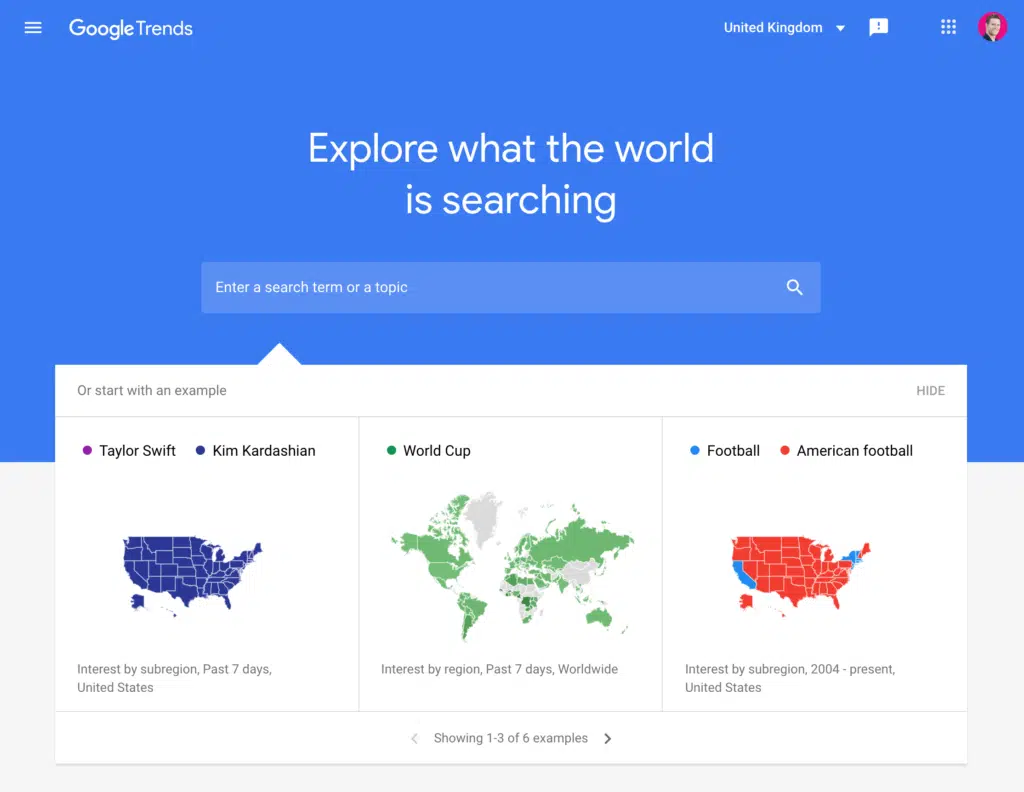 Google Trends
United Kingdom
Explore what the world
is searching
Enter a search term or a topic
Or start with an example
HIDE
Taylor Swift
Kim Kardashian
World Cup
Football
American football
Interest by subregion, Past 7 days,
United States
Interest by region, Past 7 days, Worldwide
Interest by subregion, 2004 - present,
United States
Showing 1-3 of 6 examples